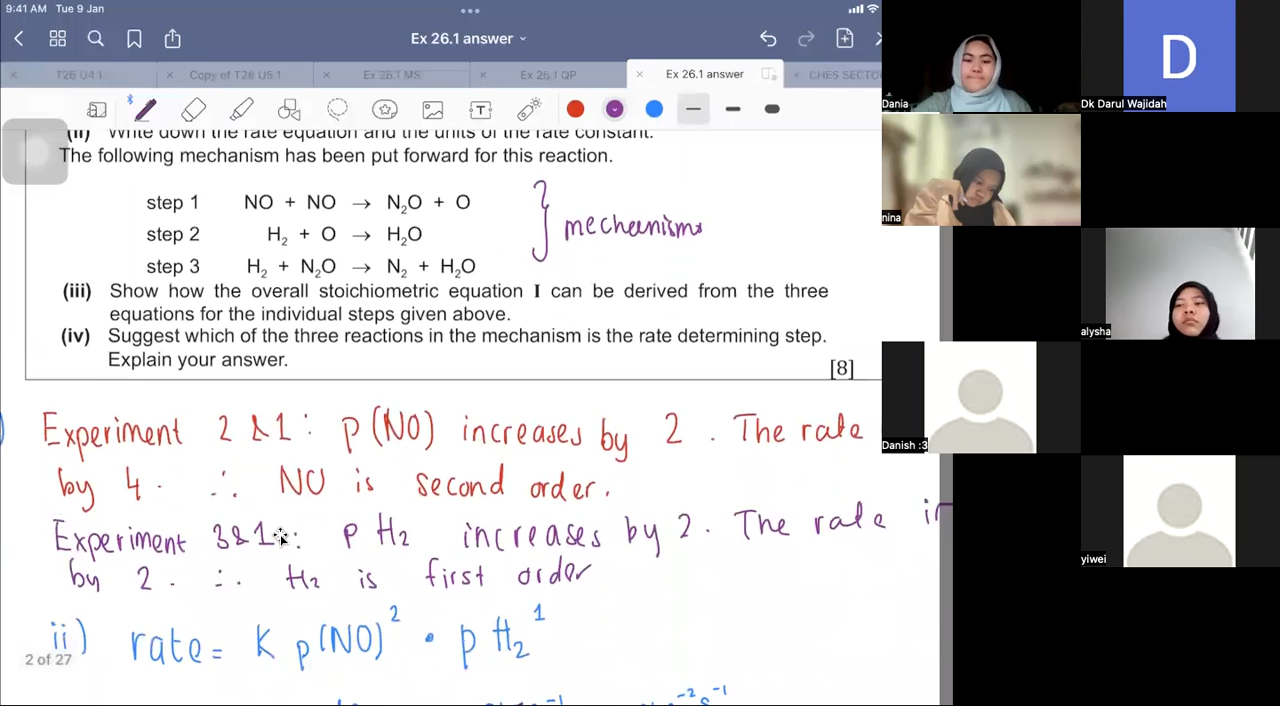 9:41 AM Tue 9 Jan
Ex 26.1 answer
T26 U4.1
Copy of T26 U5.1
Ex 26.1 MS
Ex 26.1 QP
Ex 26.1 answer
T
(ii) Write down the rate equation and the units of the rate constant.
The following mechanism has been put forward for this reaction.
step 1 NO + NO → N₂O + O
step 2 H₂ + O → H₂O
step 3 H₂ + N₂O → N₂ + H₂O
} mechanisms
(iii) Show how the overall stoichiometric equation I can be derived from the three
equations for the individual steps given above.
(iv) Suggest which of the three reactions in the mechanism is the rate determining step.
Explain your answer.
[8]
Experiment 2 & 1 : p(NO) increases by 2 . The rate
by 4 . ∴ NO is second order.
Experiment 3 & 1 : p H₂ increases by 2 . The rate in
by 2 . ∴ H₂ is first order
ii) rate = K p(NO)² • p H₂¹
2 of 27
Dania
D
Dk Darul Wajidah
nina
alysha
Danish :3
yiwei